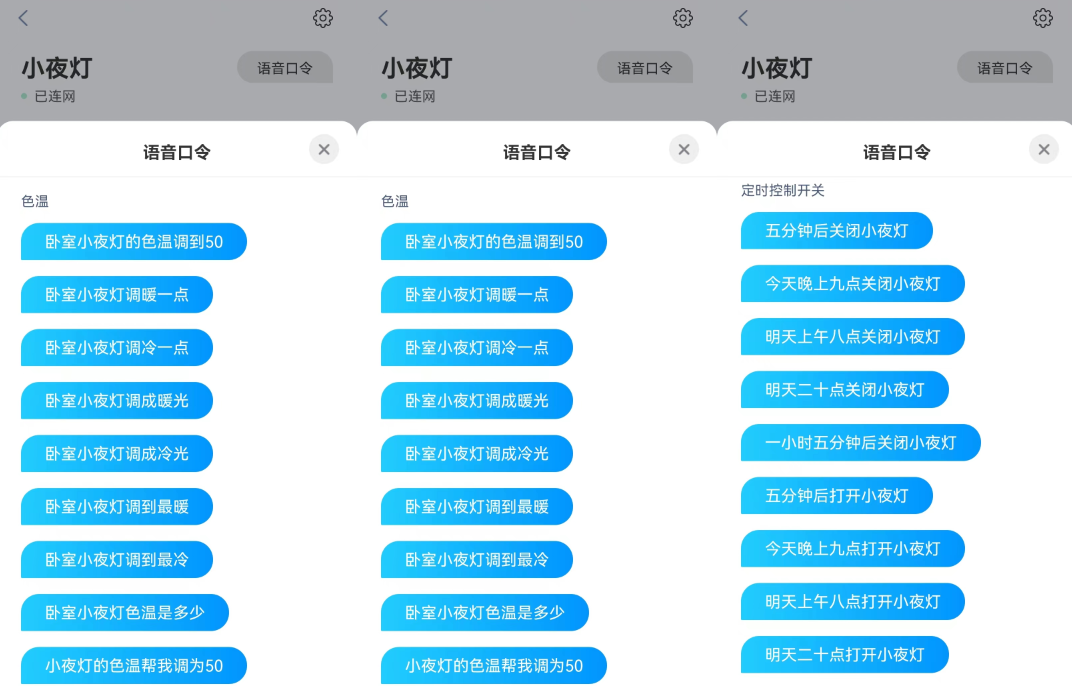 小夜灯
语音口令
已连网
语音口令
色温
卧室小夜灯的色温调到50
卧室小夜灯调暖一点
卧室小夜灯调冷一点
卧室小夜灯调成暖光
卧室小夜灯调成冷光
卧室小夜灯调到最暖
卧室小夜灯调到最冷
卧室小夜灯色温是多少
小夜灯的色温帮我调为50
小夜灯
语音口令
已连网
语音口令
色温
卧室小夜灯的色温调到50
卧室小夜灯调暖一点
卧室小夜灯调冷一点
卧室小夜灯调成暖光
卧室小夜灯调成冷光
卧室小夜灯调到最暖
卧室小夜灯调到最冷
卧室小夜灯色温是多少
小夜灯的色温帮我调为50
小夜灯
语音口令
已连网
语音口令
定时控制开关
五分钟后关闭小夜灯
今天晚上九点关闭小夜灯
明天上午八点关闭小夜灯
明天二十点关闭小夜灯
一小时五分钟后关闭小夜灯
五分钟后打开小夜灯
今天晚上九点打开小夜灯
明天上午八点打开小夜灯
明天二十点打开小夜灯